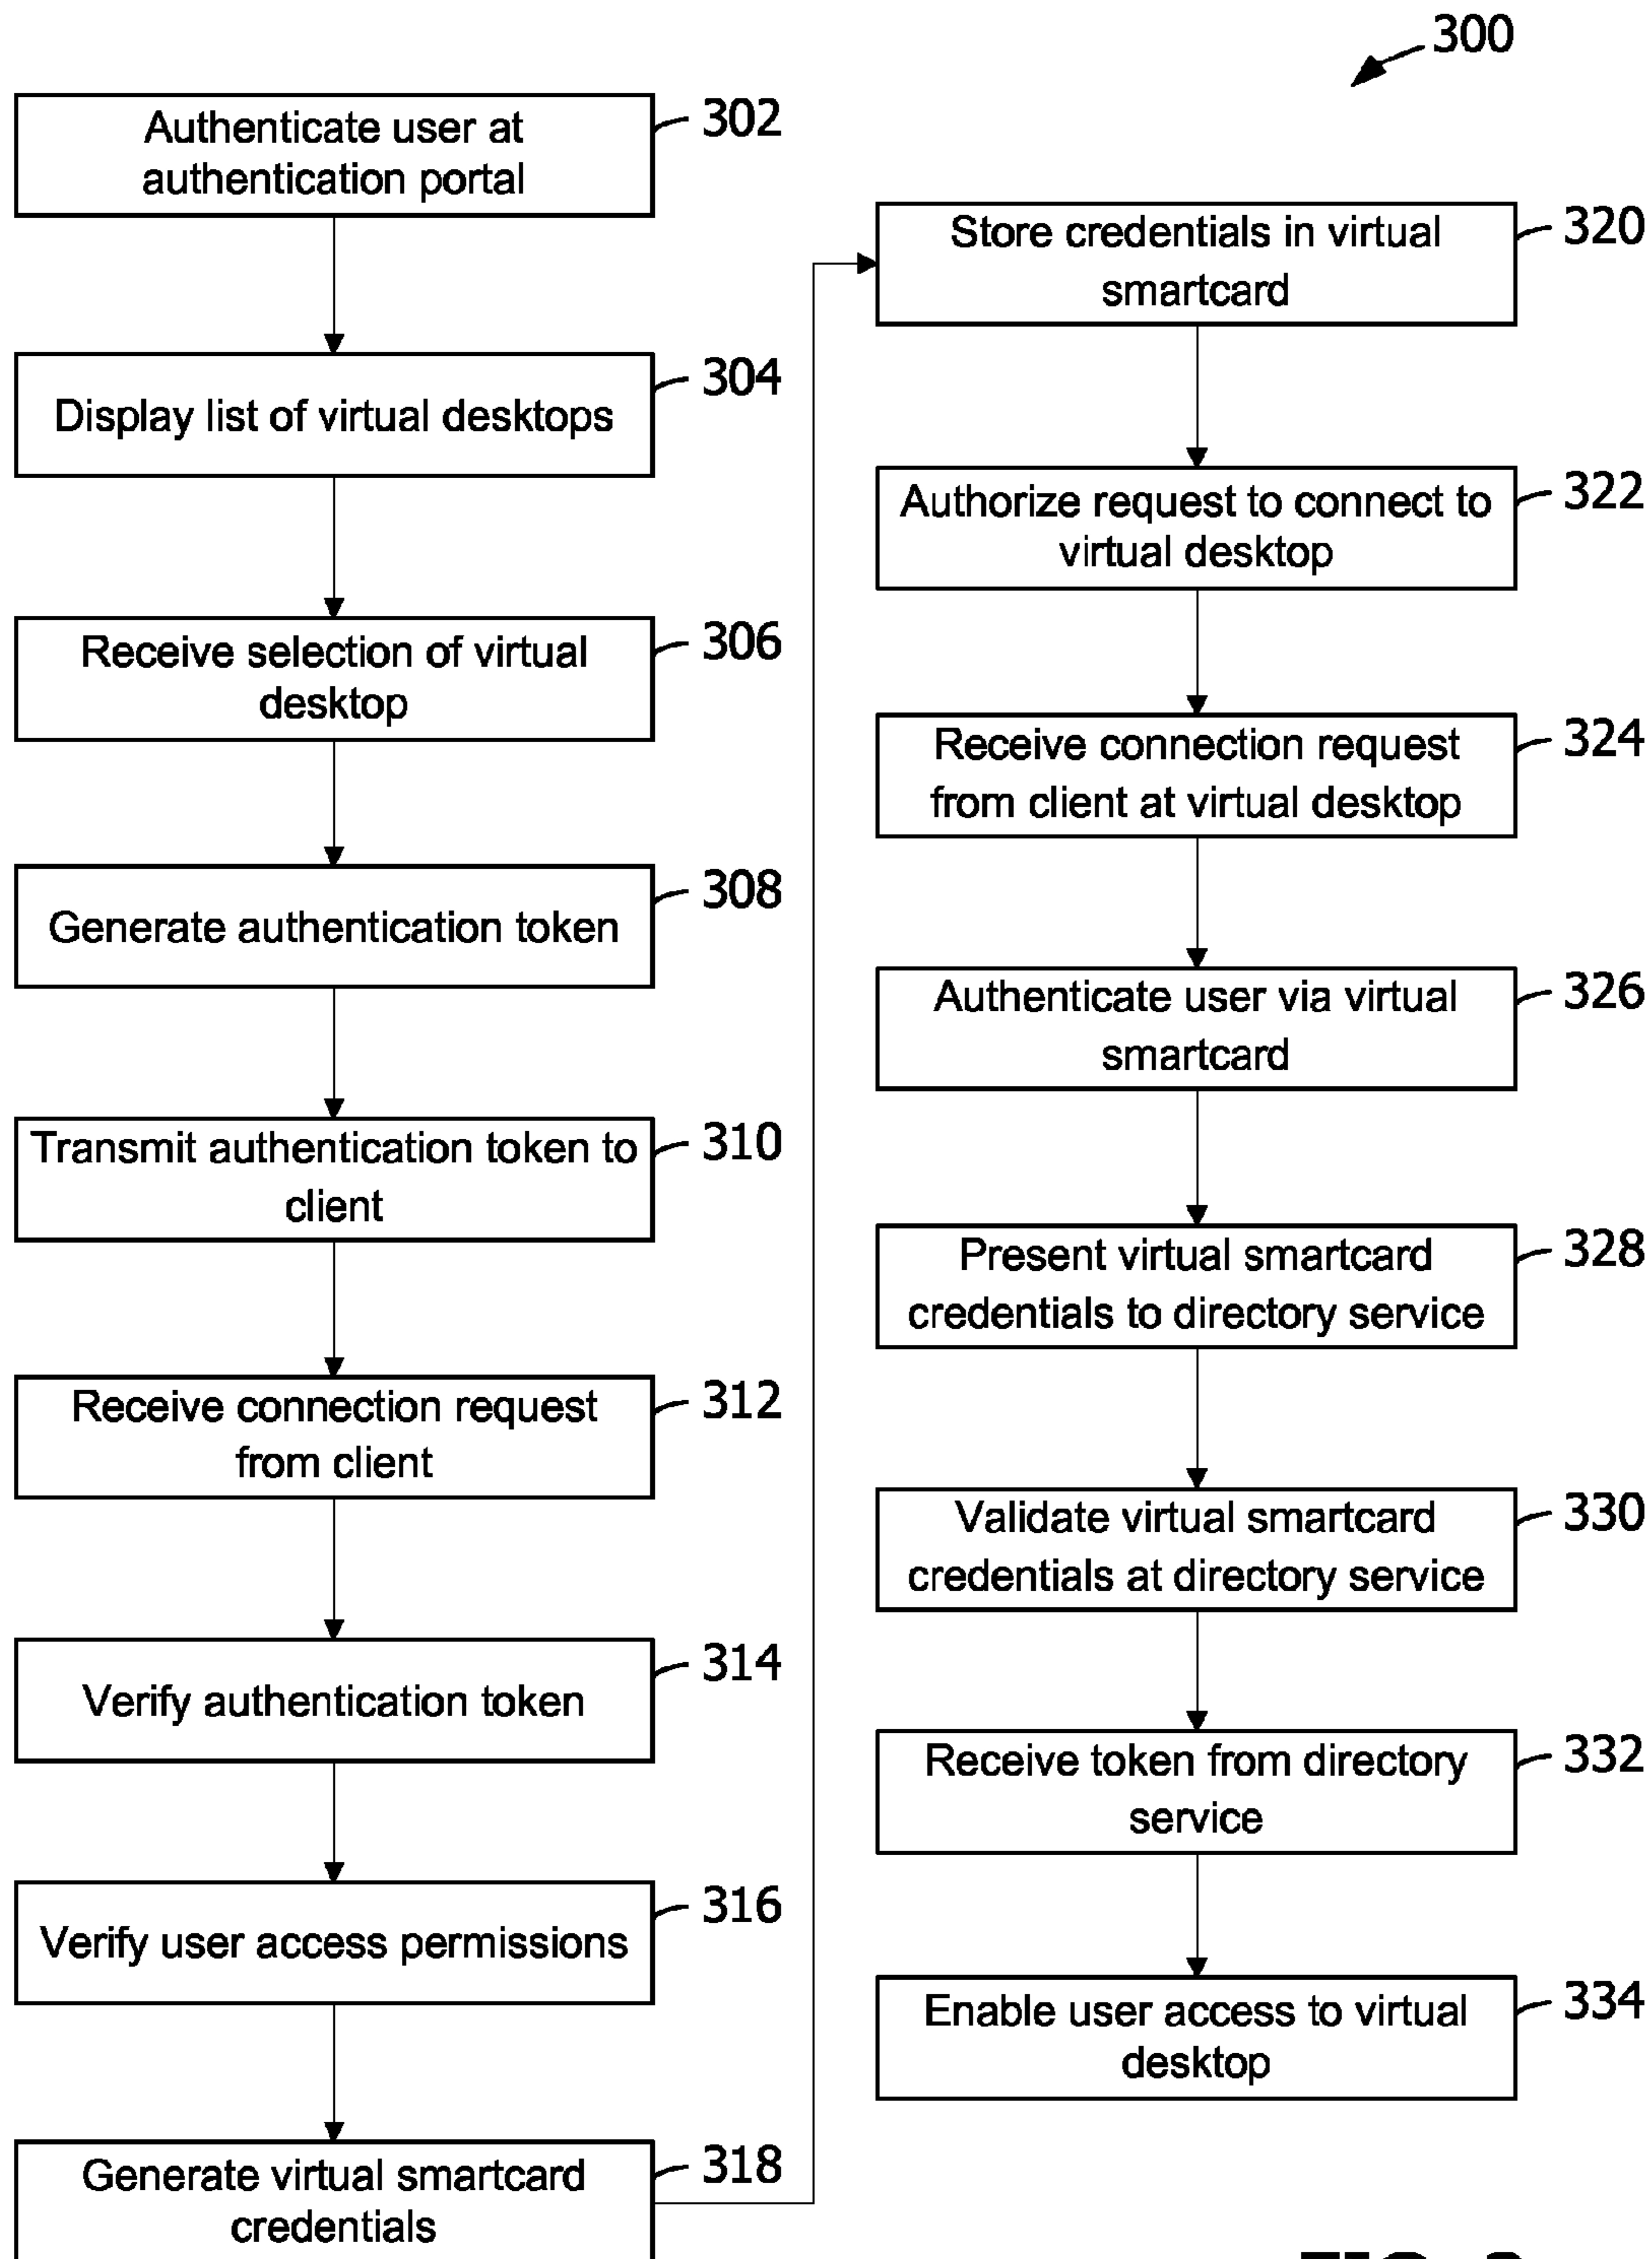 300
Authenticate user at
authentication portal
302
Display list of virtual desktops
304
Receive selection of virtual
desktop
306
Generate authentication token
308
Transmit authentication token to
client
310
Receive connection request
from client
312
Verify authentication token
314
Verify user access permissions
316
Generate virtual smartcard
credentials
318
Store credentials in virtual
smartcard
320
Authorize request to connect to
virtual desktop
322
Receive connection request
from client at virtual desktop
324
Authenticate user via virtual
smartcard
326
Present virtual smartcard
credentials to directory service
328
Validate virtual smartcard
credentials at directory service
330
Receive token from directory
service
332
Enable user access to virtual
desktop
334